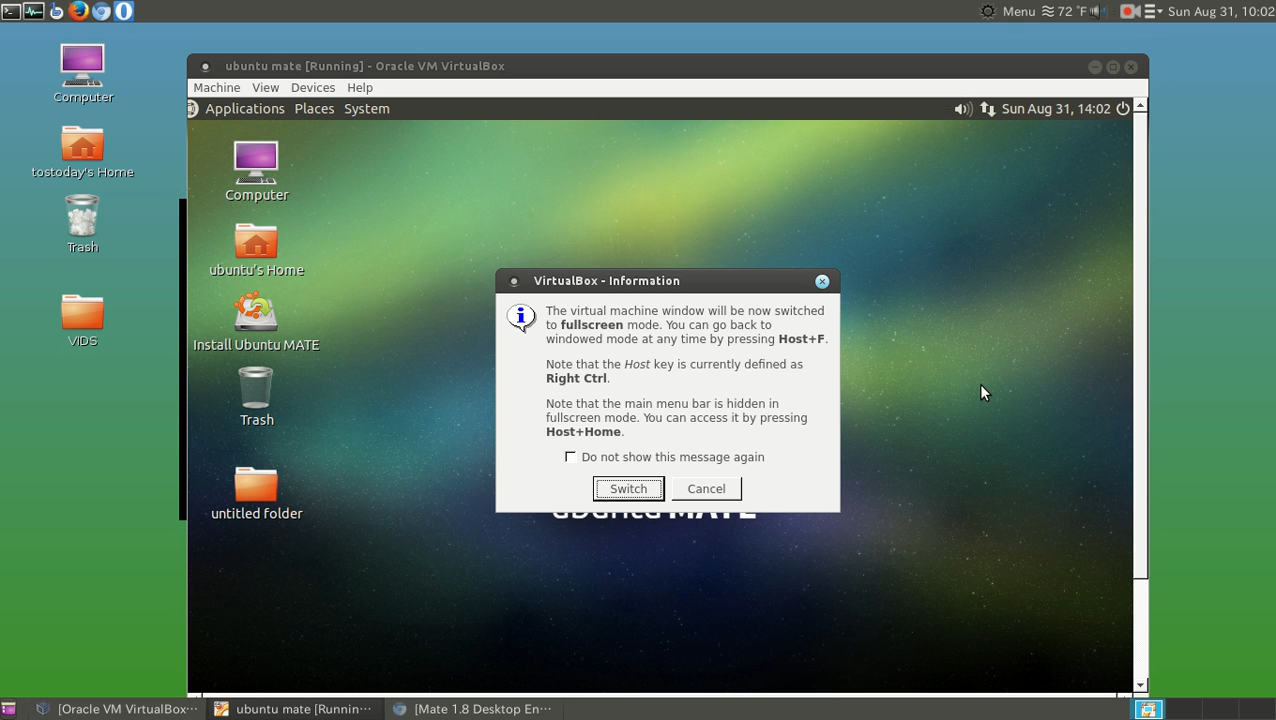 Menu 72 °F Sun Aug 31, 10:02
Computer
tostoday's Home
Trash
VIDS
ubuntu mate [Running] - Oracle VM VirtualBox
Machine View Devices Help
Applications Places System Sun Aug 31, 14:02
Computer
ubuntu's Home
Install Ubuntu MATE
Trash
untitled folder
VirtualBox - Information
The virtual machine window will be now switched
to fullscreen mode. You can go back to
windowed mode at any time by pressing Host+F.
Note that the Host key is currently defined as
Right Ctrl.
Note that the main menu bar is hidden in
fullscreen mode. You can access it by pressing
Host+Home.
Do not show this message again
Switch Cancel
ubuntu MATE
[Oracle VM VirtualBox... ubuntu mate [Runnin... [Mate 1.8 Desktop En...